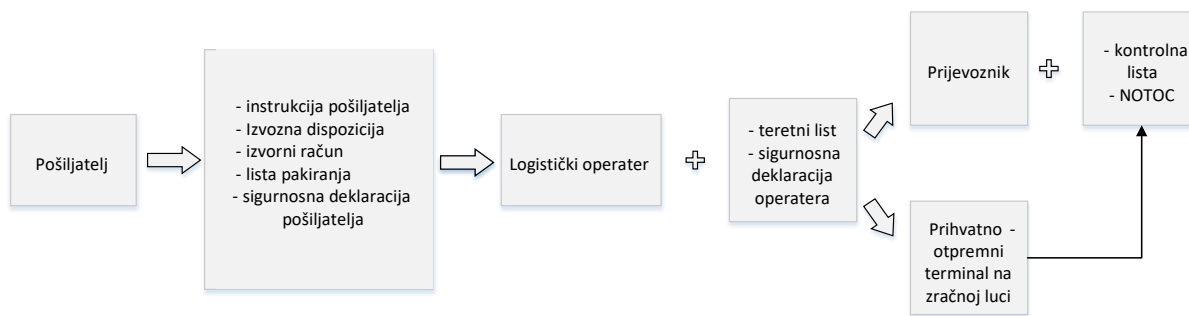 Pošiljatelj
- instrukcija pošiljatelja
- Izvozna dispozicija
- izvorni račun
- lista pakiranja
- sigurnosna deklaracija
pošiljatelja
Logistički operater
- teretni list
- sigurnosna
deklaracija
operatera
Prijevoznik
- kontrolna
lista
- NOTOC
Prihvatno -
otpremni
terminal na
zračnoj luci